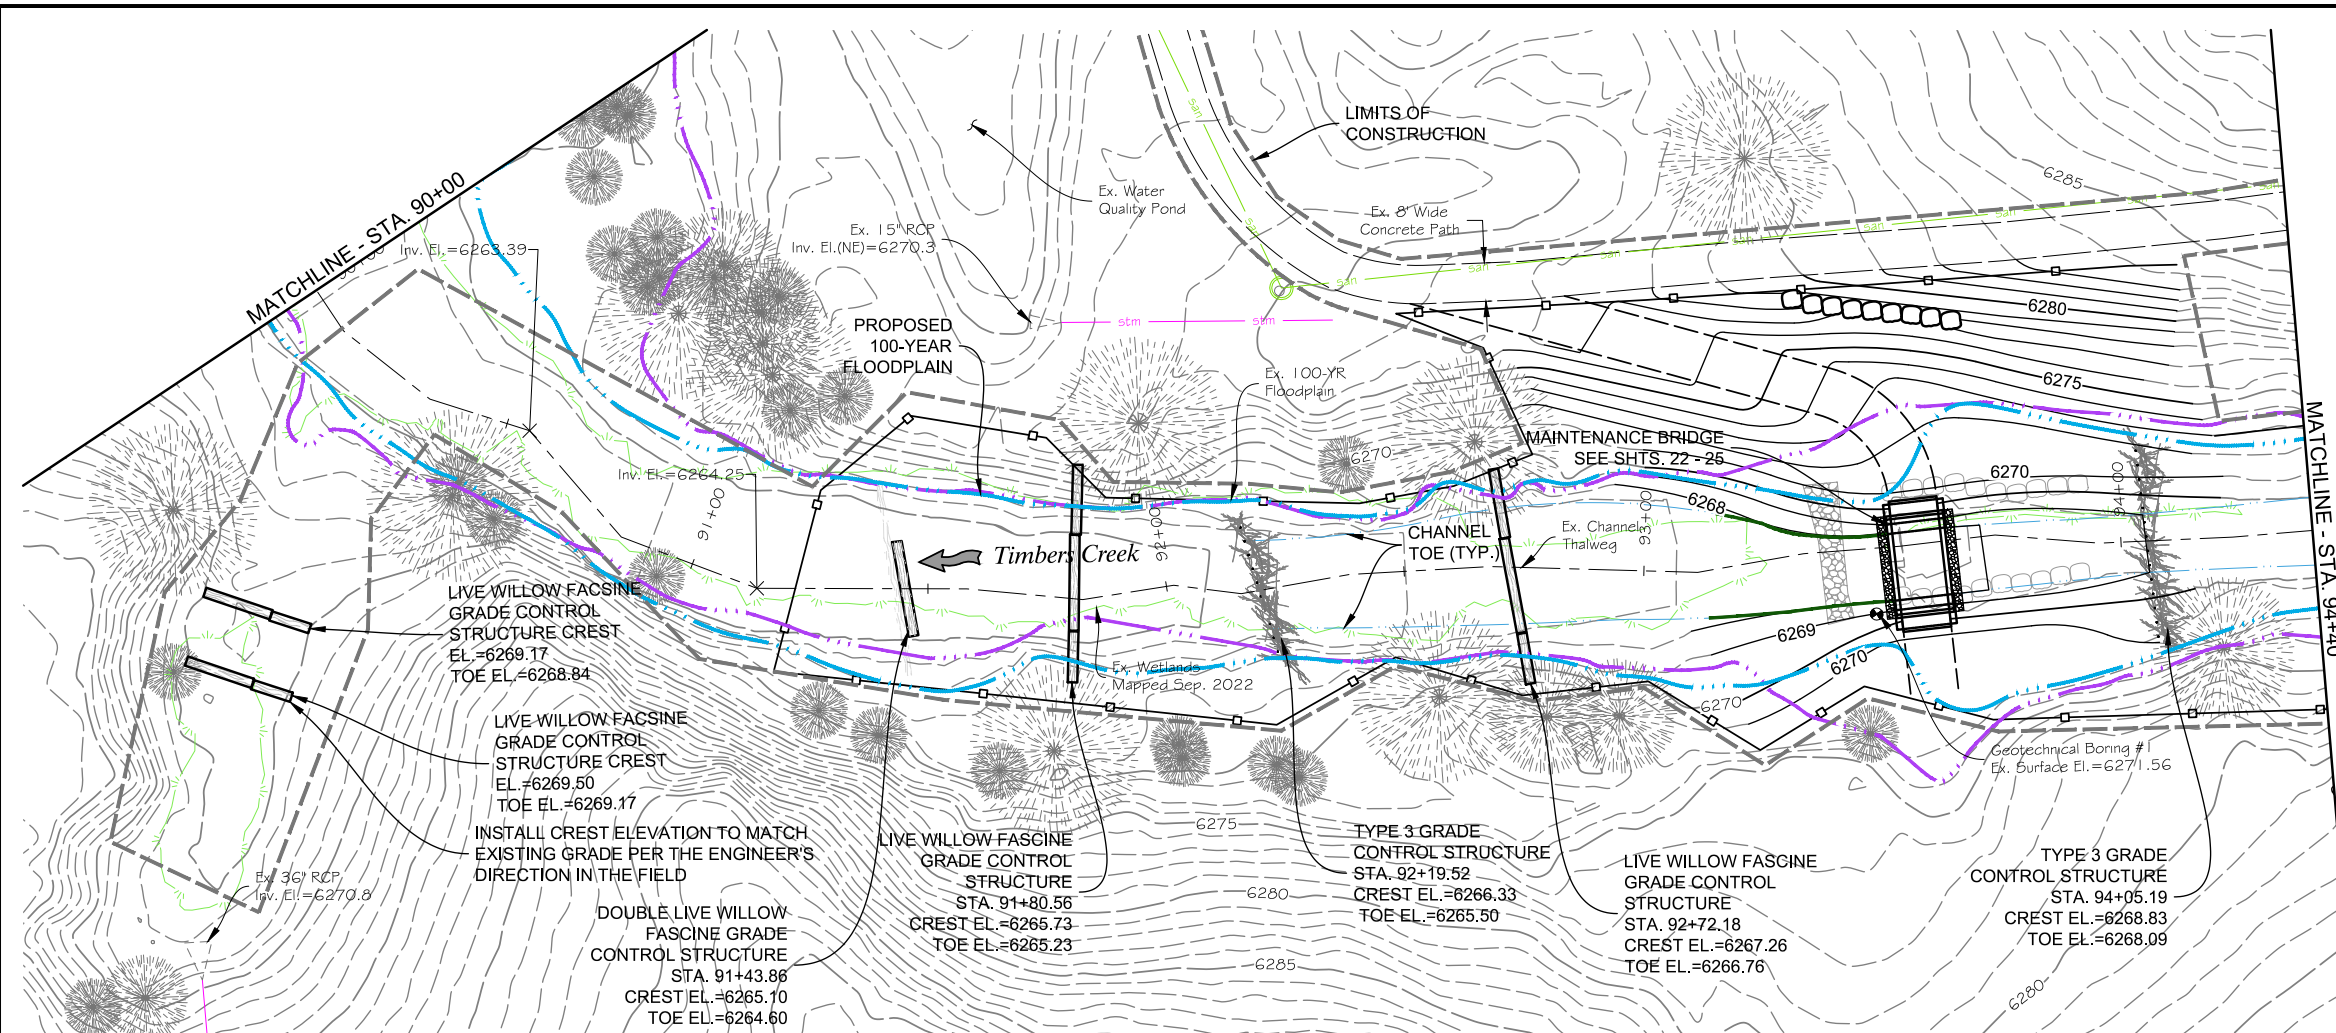 MATCHLINE - STA. 90+00
Inv. El.=6263.39
Ex. 15" RCP
Inv. El.(NE)=6270.3
Ex. Water
Quality Pond
LIMITS OF
CONSTRUCTION
Ex. 8' Wide
Concrete Path
6285
san
san
san
san
san
san
san
san
san
san
stm
stm
PROPOSED
100-YEAR
FLOODPLAIN
Ex. 100-YR
Floodplain
6280
6275
MATCHLINE - STA. 94+40
MAINTENANCE BRIDGE
SEE SHTS. 22 - 25
6270
6270
6268
Inv. El.=6264.25
91+00
92+00
93+00
94+00
CHANNEL
TOE (TYP.)
Ex. Channel
Thalweg
Timbers Creek
LIVE WILLOW FACSINE
GRADE CONTROL
STRUCTURE CREST
EL.=6269.17
TOE EL.=6268.84
6269
6270
6270
Ex. Wetlands
Mapped Sep. 2022
LIVE WILLOW FACSINE
GRADE CONTROL
STRUCTURE CREST
EL.=6269.50
TOE EL.=6269.17
Geotechnical Boring #1
Ex. Surface El.=6271.56
INSTALL CREST ELEVATION TO MATCH
EXISTING GRADE PER THE ENGINEER'S
DIRECTION IN THE FIELD
Ex. 36" RCP
Inv. El.=6270.8
6275
6280
6285
6280
DOUBLE LIVE WILLOW
FASCINE GRADE
CONTROL STRUCTURE
STA. 91+43.86
CREST EL.=6265.10
TOE EL.=6264.60
LIVE WILLOW FASCINE
GRADE CONTROL
STRUCTURE
STA. 91+80.56
CREST EL.=6265.73
TOE EL.=6265.23
TYPE 3 GRADE
CONTROL STRUCTURE
STA. 92+19.52
CREST EL.=6266.33
TOE EL.=6265.50
LIVE WILLOW FASCINE
GRADE CONTROL
STRUCTURE
STA. 92+72.18
CREST EL.=6267.26
TOE EL.=6266.76
TYPE 3 GRADE
CONTROL STRUCTURE
STA. 94+05.19
CREST EL.=6268.83
TOE EL.=6268.09